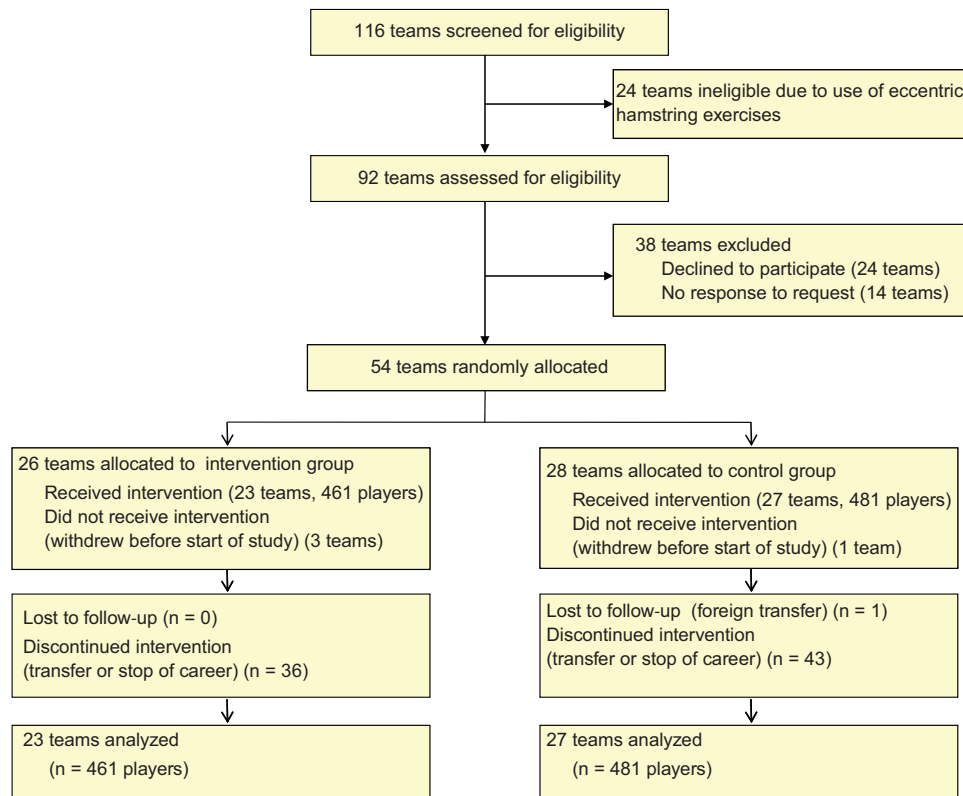 116 teams screened for eligibility
24 teams ineligible due to use of eccentric
hamstring exercises
92 teams assessed for eligibility
38 teams excluded
Declined to participate (24 teams)
No response to request (14 teams)
54 teams randomly allocated
26 teams allocated to intervention group
Received intervention (23 teams, 461 players)
Did not receive intervention
(withdrew before start of study) (3 teams)
28 teams allocated to control group
Received intervention (27 teams, 481 players)
Did not receive intervention
(withdrew before start of study) (1 team)
Lost to follow-up (n = 0)
Discontinued intervention
(transfer or stop of career) (n = 36)
Lost to follow-up (foreign transfer) (n = 1)
Discontinued intervention
(transfer or stop of career) (n = 43)
23 teams analyzed
(n = 461 players)
27 teams analyzed
(n = 481 players)